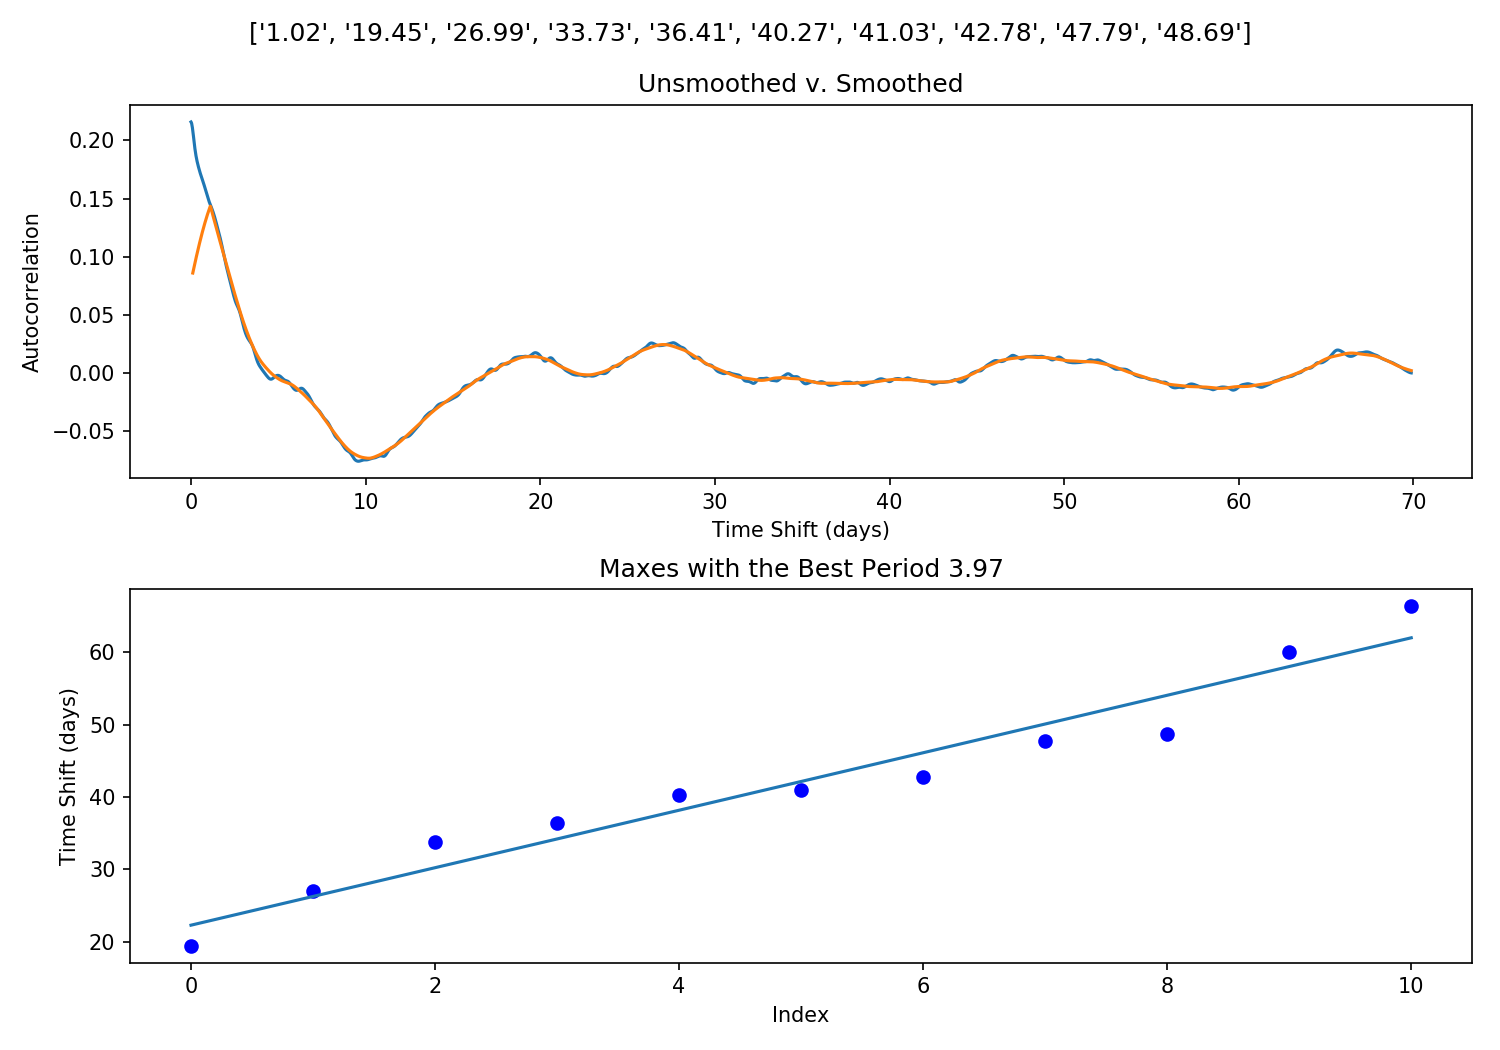 ['1.02', '19.45', '26.99', '33.73', '36.41', '40.27', '41.03', '42.78', '47.79', '48.69']
Unsmoothed v. Smoothed
Autocorrelation
0.20
0.15
0.10
0.05
0.00
−0.05
0 10 20 30 40 50 60 70
Time Shift (days)
Maxes with the Best Period 3.97
Time Shift (days)
60
50
40
30
20
0 2 4 6 8 10
Index